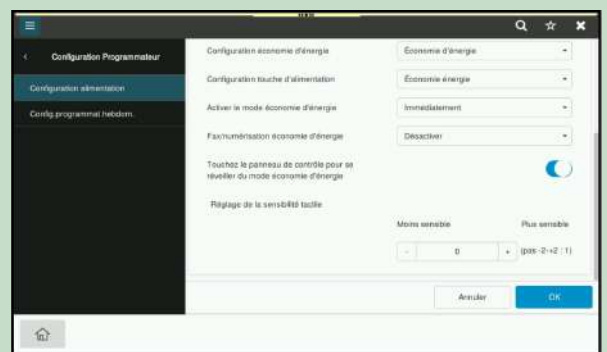 Configuration Programmateur
Configuration alimentation
Config.programmat.hebdom.
Configuration économie d'énergie
Économie d'énergie
Configuration touche d'alimentation
Économie énergie
Activer le mode économie d'énergie
Immédiatement
Fax/numérisation économie d'énergie
Désactiver
Touchez le panneau de contrôle pour se
réveiller du mode économie d'énergie
Réglage de la sensibilité tactile
Moins sensible
Plus sensible
- 0 + (pas -2-+2 : 1)
Annuler
OK